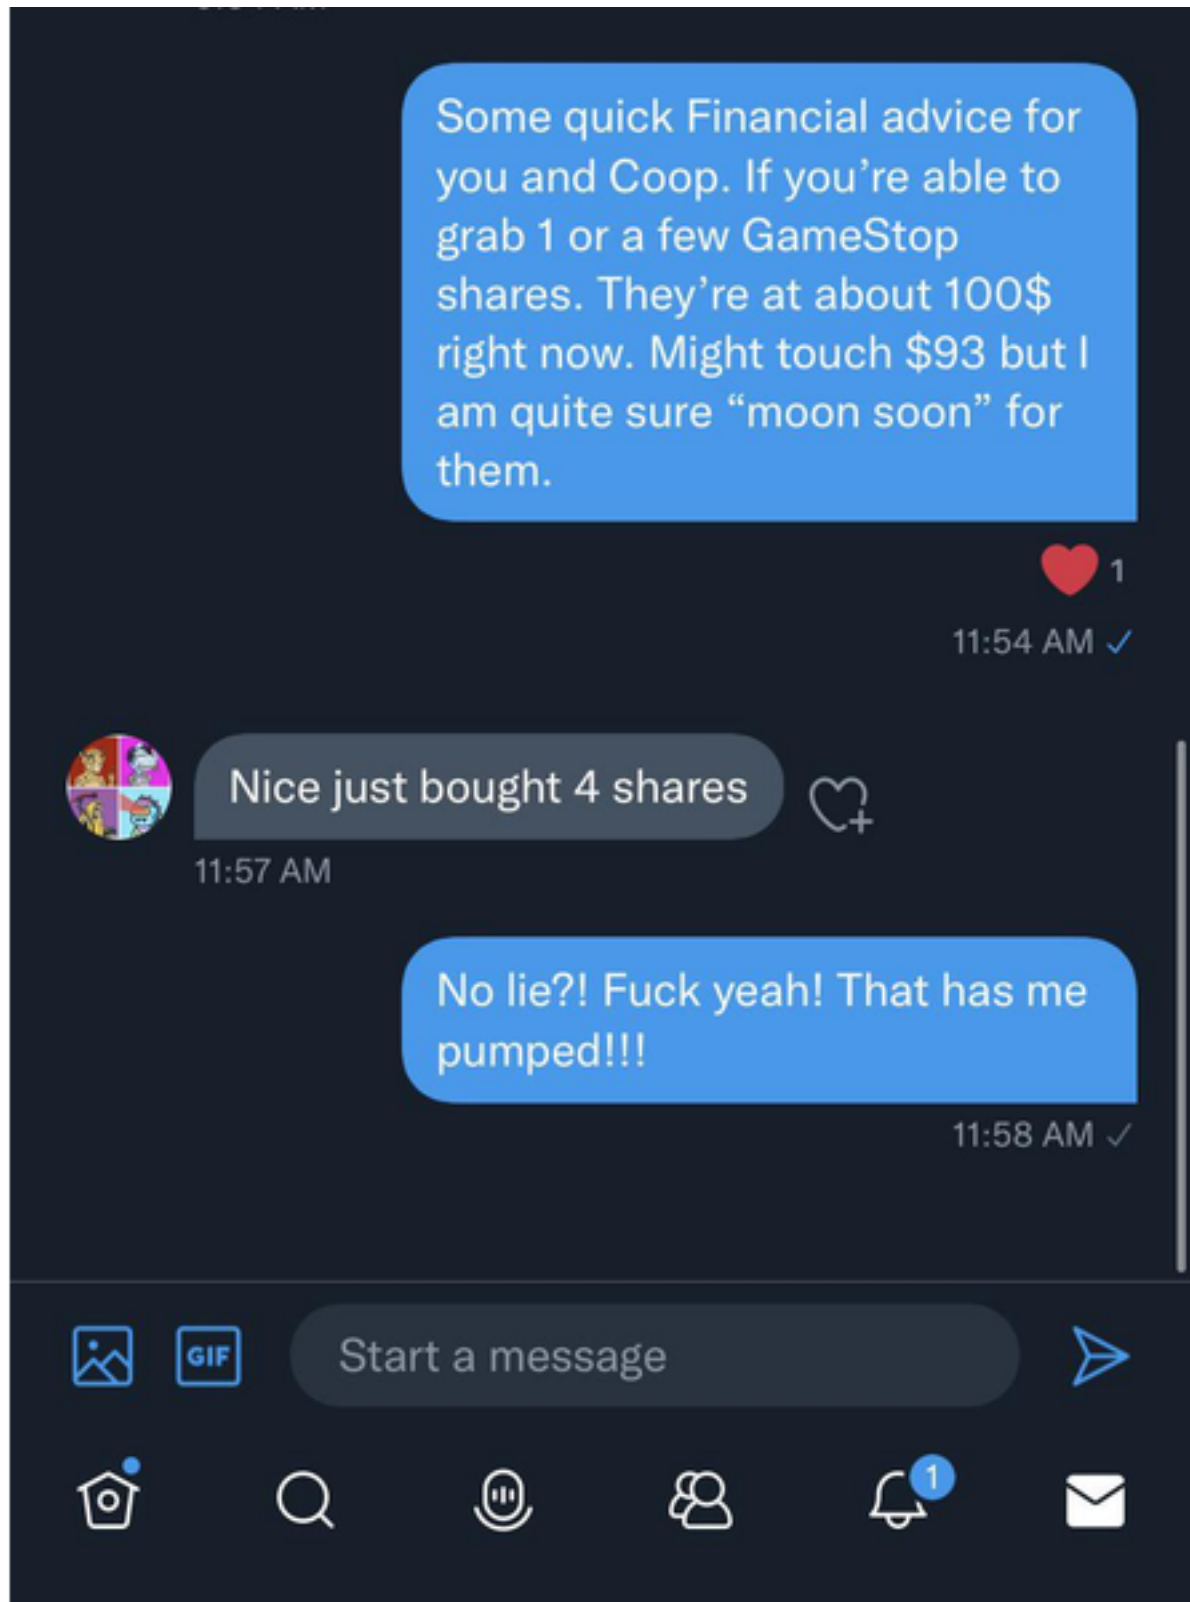 Some quick Financial advice for
you and Coop. If you’re able to
grab 1 or a few GameStop
shares. They’re at about 100$
right now. Might touch $93 but I
am quite sure “moon soon” for
them.
1
11:54 AM
Nice just bought 4 shares
11:57 AM
No lie?! Fuck yeah! That has me
pumped!!!
11:58 AM
GIF
Start a message
1